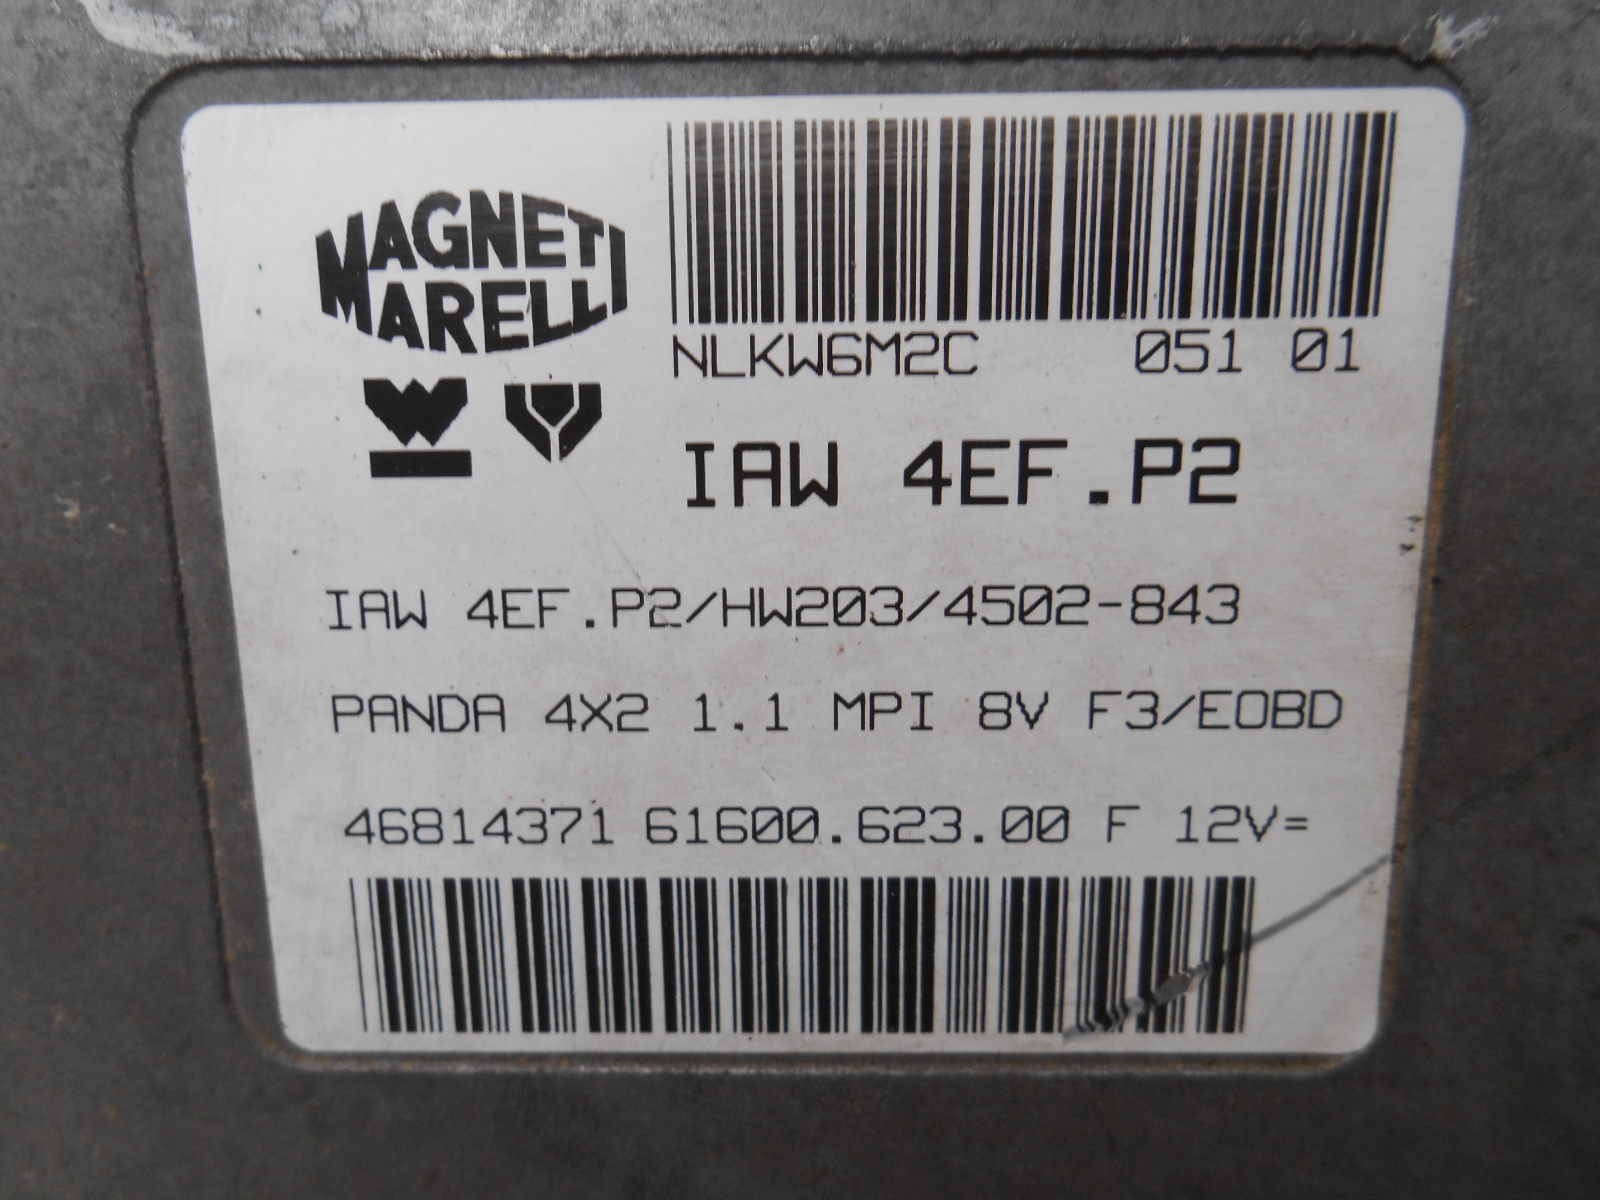 MAGNETI
MARELLI
NLKW6M2C 051 01
IAW 4EF.P2
IAW 4EF.P2/HW203/4502-843
PANDA 4X2 1.1 MPI 8V F3/EOBD
46814371 61600.623.00 F 12V=